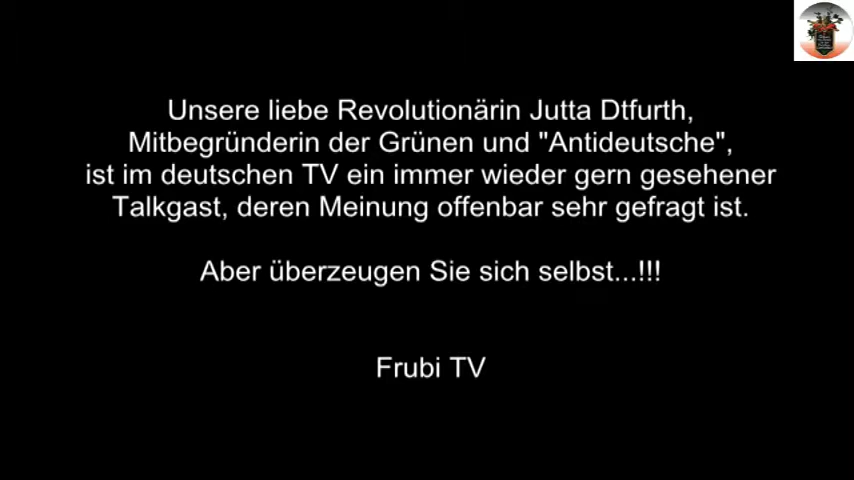 Unsere liebe Revolutionärin Jutta Dtfurth,
Mitbegründerin der Grünen und "Antideutsche",
ist im deutschen TV ein immer wieder gern gesehener
Talkgast, deren Meinung offenbar sehr gefragt ist.
Aber überzeugen Sie sich selbst...!!!
Frubi TV